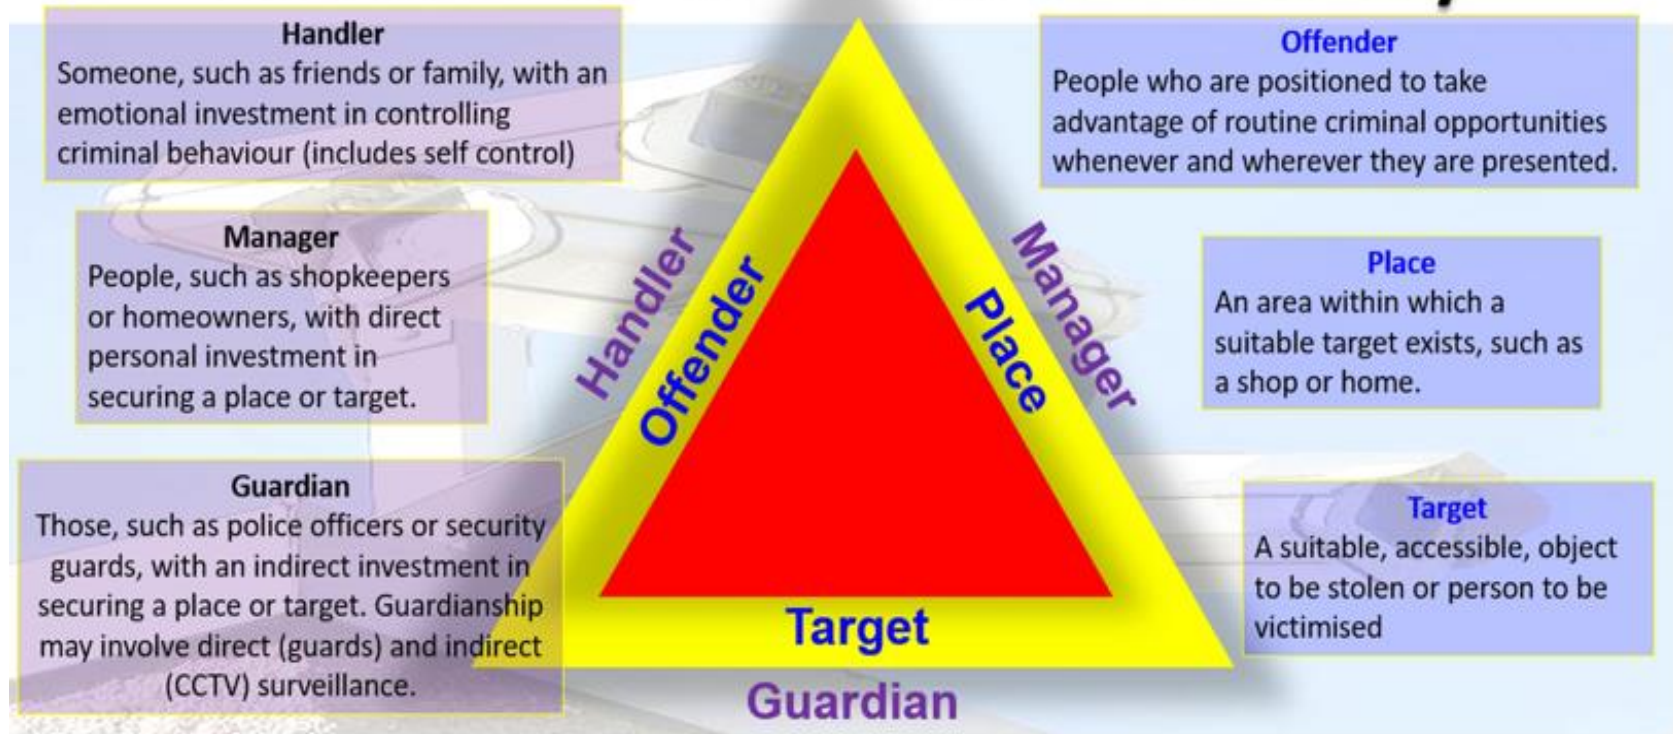 Handler
Someone, such as friends or family, with an
emotional investment in controlling
criminal behaviour (includes self control)
Manager
People, such as shopkeepers
or homeowners, with direct
personal investment in
securing a place or target.
Guardian
Those, such as police officers or security
guards, with an indirect investment in
securing a place or target. Guardianship
may involve direct (guards) and indirect
(CCTV) surveillance.
Handler
Offender
Place
Manager
Target
Guardian
Offender
People who are positioned to take
advantage of routine criminal opportunities
whenever and wherever they are presented.
Place
An area within which a
suitable target exists, such as
a shop or home.
Target
A suitable, accessible, object
to be stolen or person to be
victimised